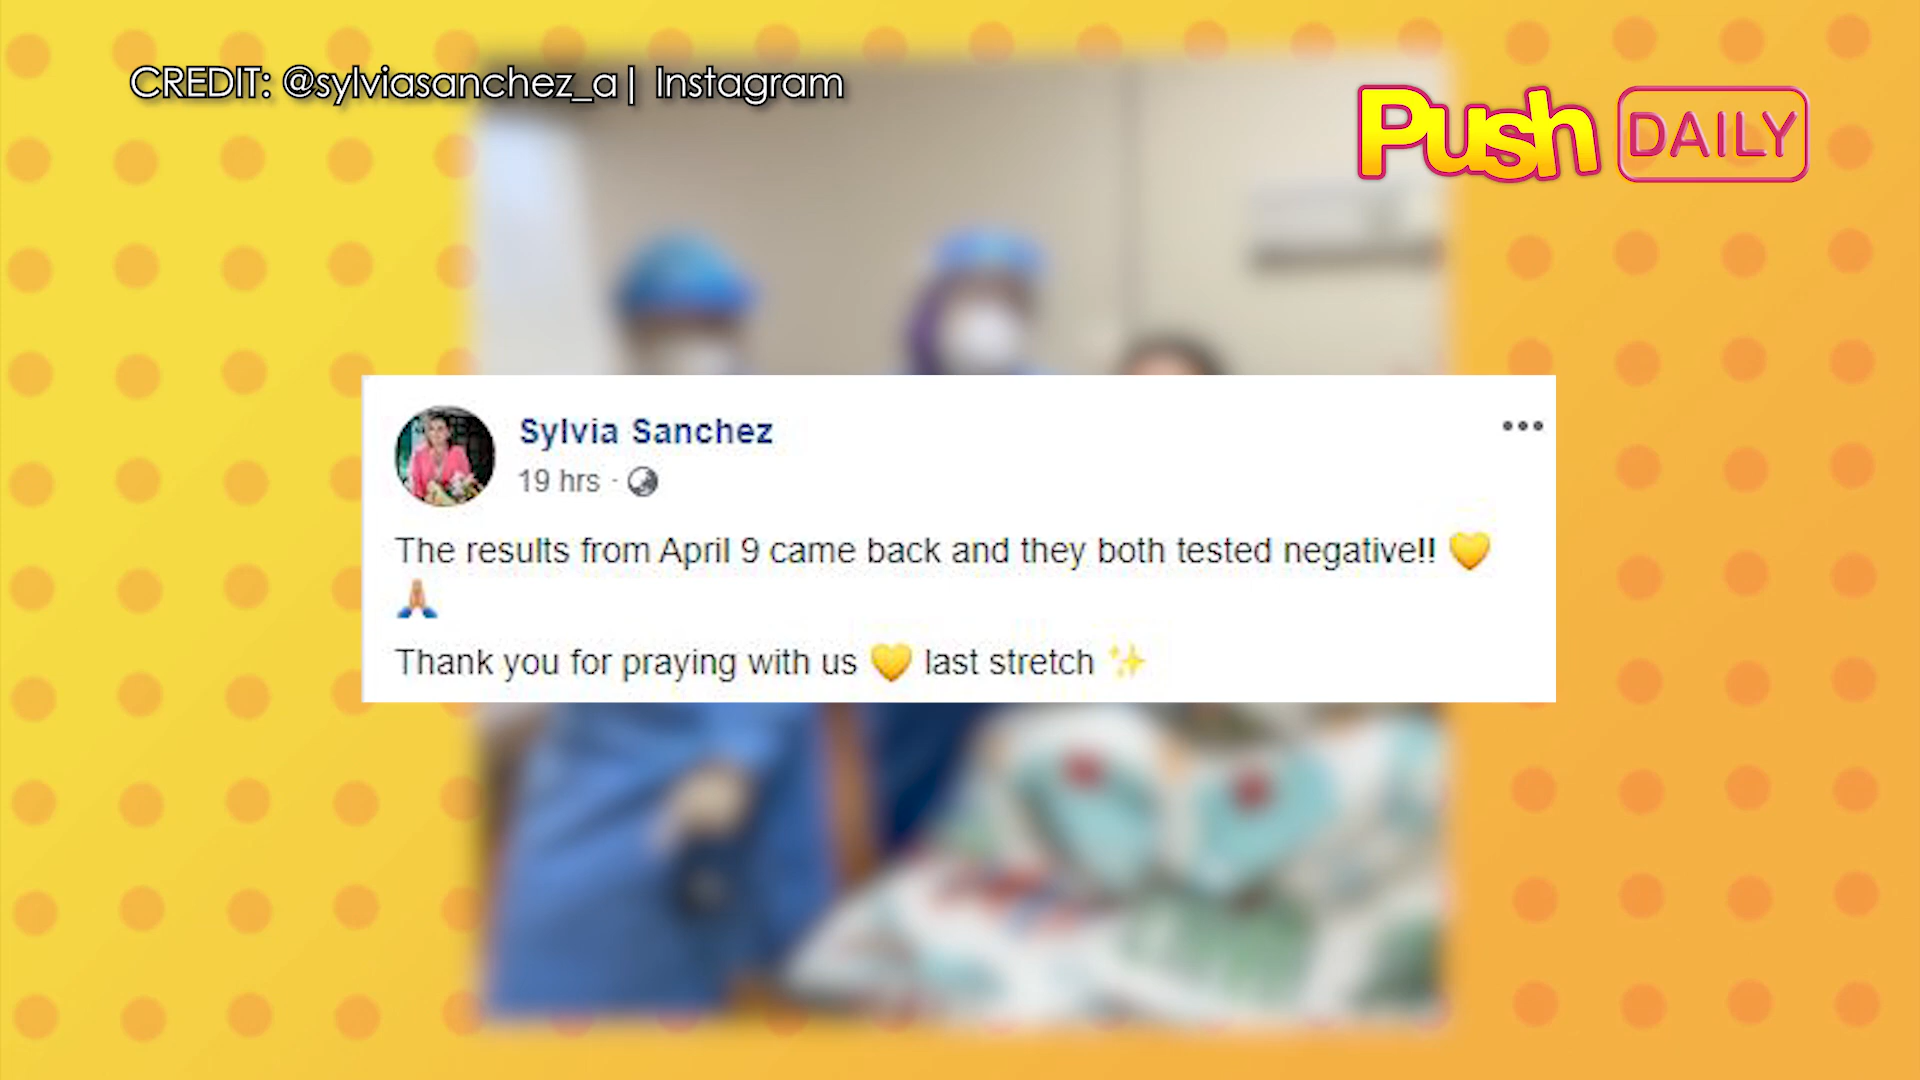 CREDIT: @sylviasanchez_a| Instagram
Push DAILY
Sylvia Sanchez
19 hrs ·
The results from April 9 came back and they both tested negative!! 💛
🙏
Thank you for praying with us 💛 last stretch ✨